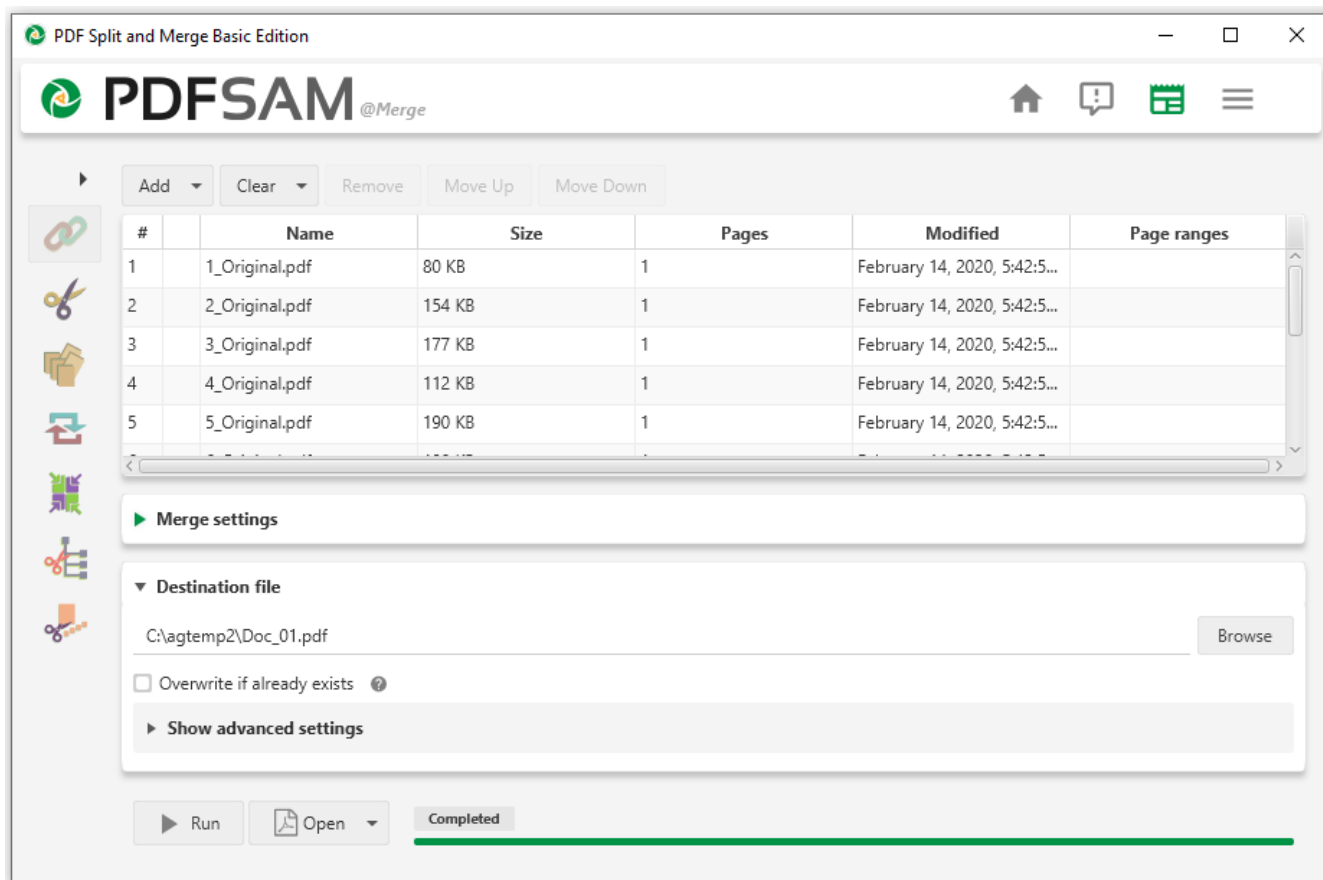 PDF Split and Merge Basic Edition
PDFSAM @Merge
Add Clear Remove Move Up Move Down
# Name Size Pages Modified Page ranges
1 1_Original.pdf 80 KB 1 February 14, 2020, 5:42:5...
2 2_Original.pdf 154 KB 1 February 14, 2020, 5:42:5...
3 3_Original.pdf 177 KB 1 February 14, 2020, 5:42:5...
4 4_Original.pdf 112 KB 1 February 14, 2020, 5:42:5...
5 5_Original.pdf 190 KB 1 February 14, 2020, 5:42:5...
Merge settings
Destination file
C:\agtemp2\Doc_01.pdf Browse
Overwrite if already exists ?
Show advanced settings
Run Open Completed